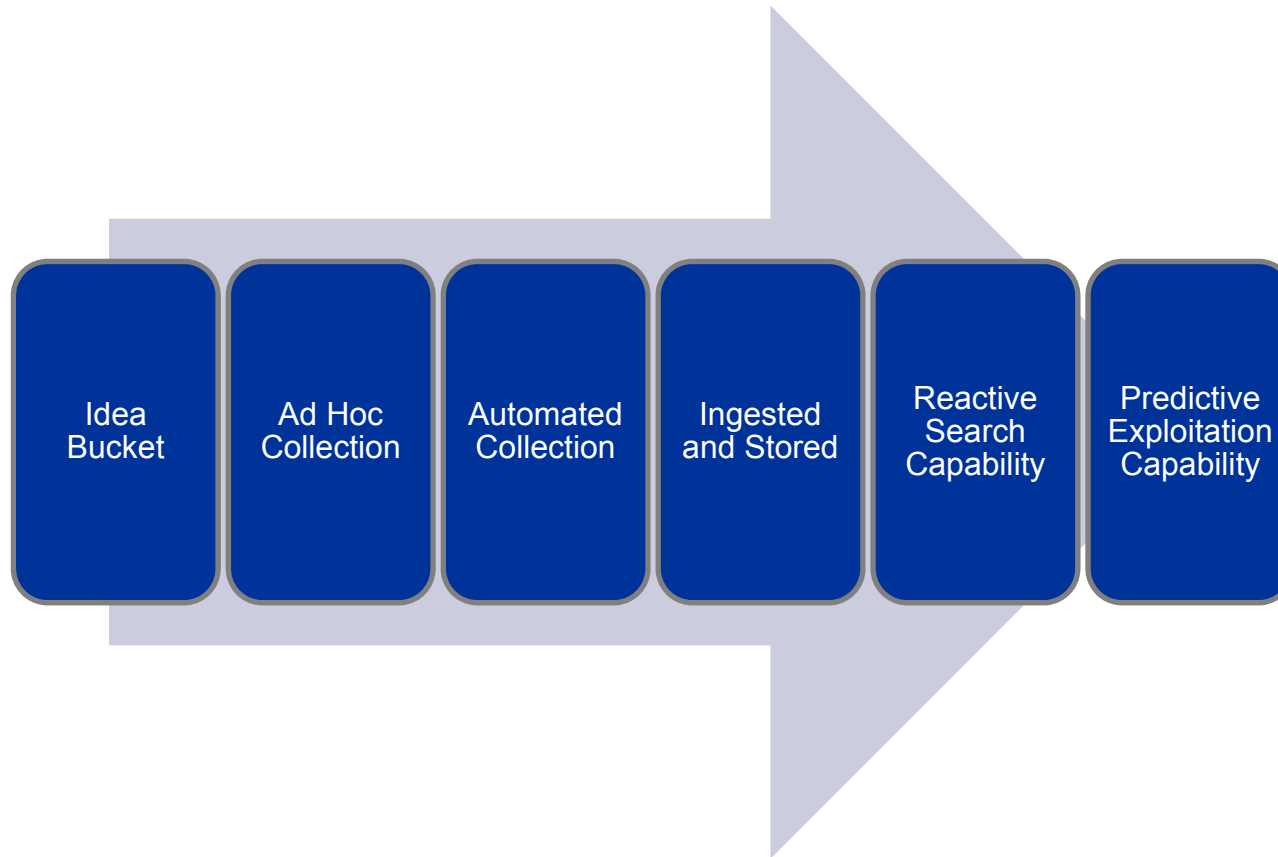 Idea
Bucket
Ad Hoc
Collection
Automated
Collection
Ingested
and Stored
Reactive
Search
Capability
Predictive
Exploitation
Capability